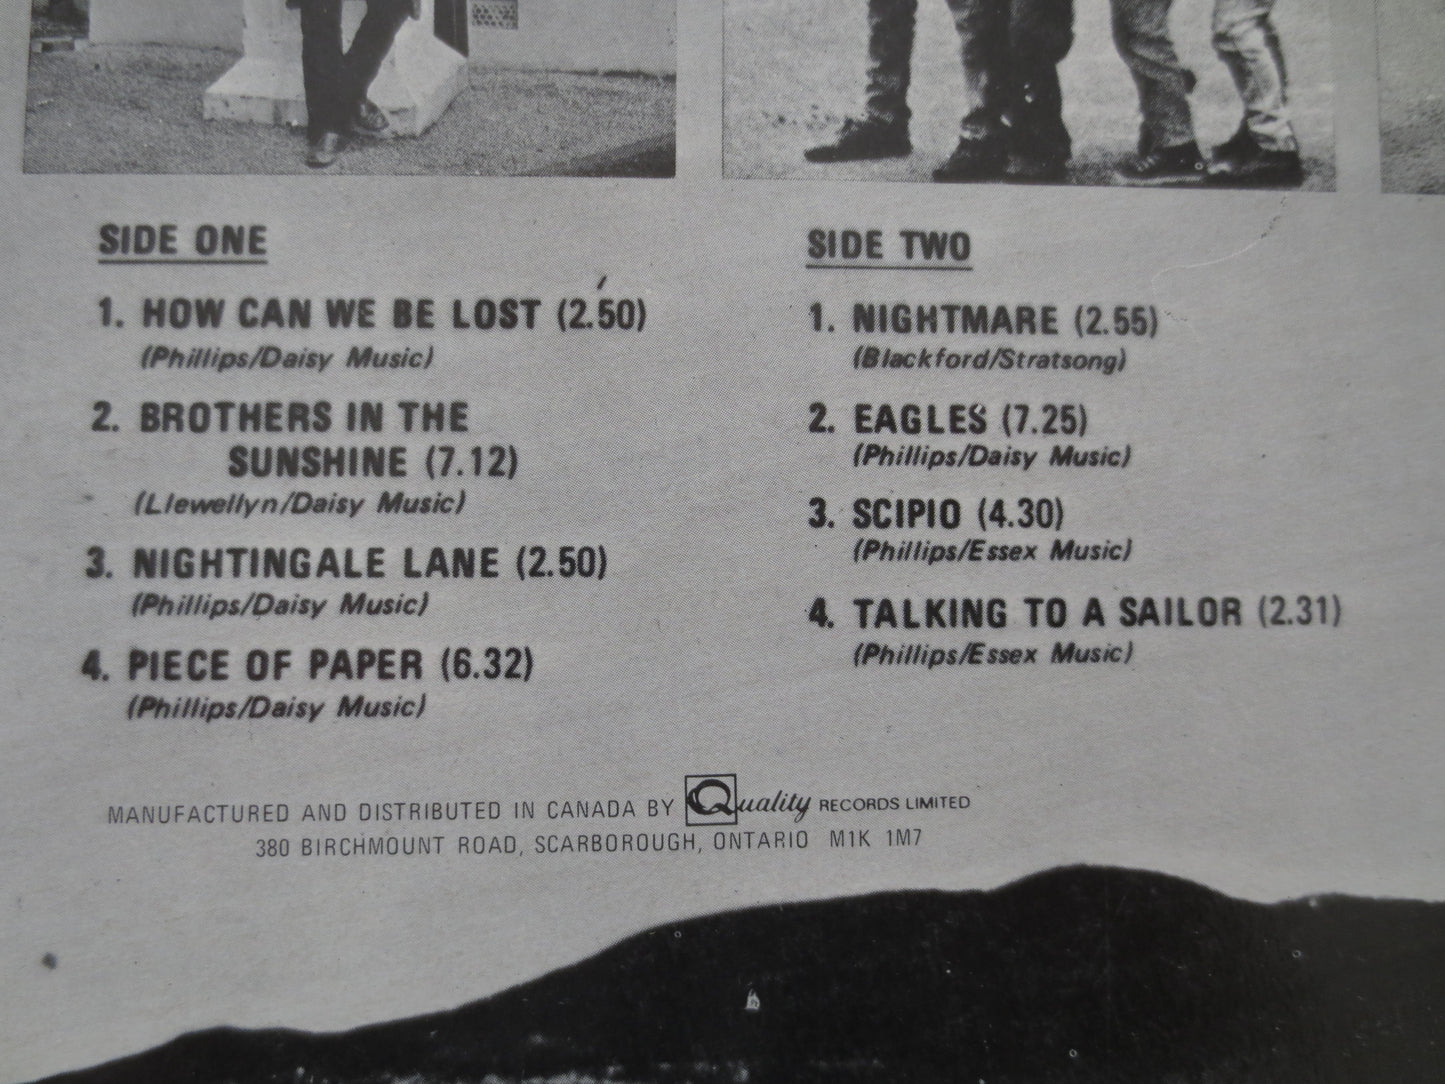 SIDE ONE
1. HOW CAN WE BE LOST (2.50)
(Phillips/Daisy Music)
2. BROTHERS IN THE
SUNSHINE (7.12)
(Llewellyn/Daisy Music)
3. NIGHTINGALE LANE (2.50)
(Phillips/Daisy Music)
4. PIECE OF PAPER (6.32)
(Phillips/Daisy Music)
SIDE TWO
1. NIGHTMARE (2.55)
(Blackford/Stratsong)
2. EAGLES (7.25)
(Phillips/Daisy Music)
3. SCIPIO (4.30)
(Phillips/Essex Music)
4. TALKING TO A SAILOR (2.31)
(Phillips/Essex Music)
MANUFACTURED AND DISTRIBUTED IN CANADA BY Quality RECORDS LIMITED
380 BIRCHMOUNT ROAD, SCARBOROUGH, ONTARIO M1K 1M7